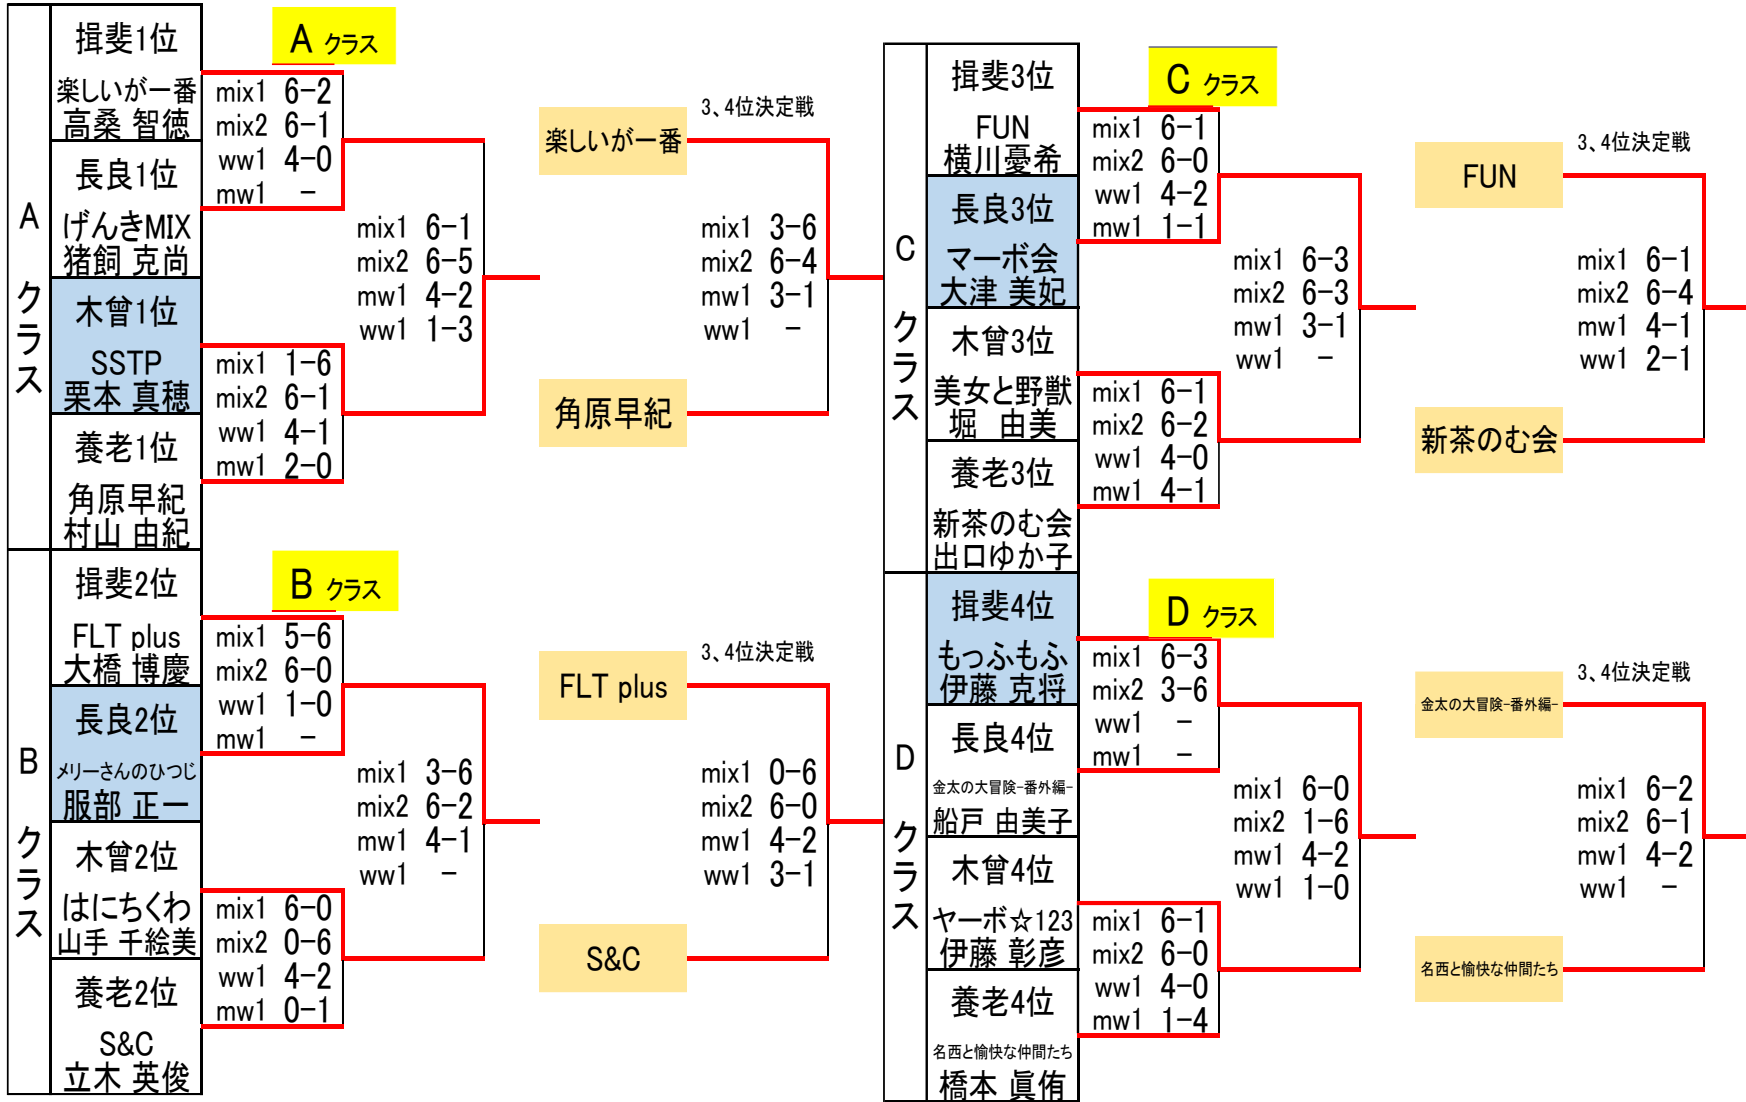 A クラス
A クラス
揖斐1位
楽しいが一番
高桑 智徳
長良1位
げんきMIX
猪飼 克尚
木曾1位
SSTP
栗本 真穂
養老1位
角原早紀
村山 由紀
mix1 6-2
mix2 6-1
ww1 4-0
mw1 -
mix1 1-6
mix2 6-1
ww1 4-1
mw1 2-0
mix1 6-1
mix2 6-5
mw1 4-2
ww1 1-3
3、4位決定戦
楽しいが一番
角原早紀
mix1 3-6
mix2 6-4
mw1 3-1
ww1 -
B クラス
B クラス
揖斐2位
FLT plus
大橋 博慶
長良2位
メリーさんのひつじ
服部 正一
木曾2位
はにちくわ
山手 千絵美
養老2位
S&C
立木 英俊
mix1 5-6
mix2 6-0
ww1 1-0
mw1 -
mix1 6-0
mix2 0-6
ww1 4-2
mw1 0-1
mix1 3-6
mix2 6-2
mw1 4-1
ww1 -
3、4位決定戦
FLT plus
S&C
mix1 0-6
mix2 6-0
mw1 4-2
ww1 3-1
C クラス
C クラス
揖斐3位
FUN
横川憂希
長良3位
マーボ会
大津 美妃
木曾3位
美女と野獣
堀 由美
養老3位
新茶のむ会
出口ゆか子
mix1 6-1
mix2 6-0
ww1 4-2
mw1 1-1
mix1 6-1
mix2 6-2
ww1 4-0
mw1 4-1
mix1 6-3
mix2 6-3
mw1 3-1
ww1 -
3、4位決定戦
FUN
新茶のむ会
mix1 6-1
mix2 6-4
mw1 4-1
ww1 2-1
D クラス
D クラス
揖斐4位
もっふもふ
伊藤 克将
長良4位
金太の大冒険-番外編-
船戸 由美子
木曾4位
ヤーボ☆123
伊藤 彰彦
養老4位
名西と愉快な仲間たち
橋本 眞侑
mix1 6-3
mix2 3-6
ww1 -
mw1 -
mix1 6-1
mix2 6-0
ww1 4-0
mw1 1-4
mix1 6-0
mix2 1-6
mw1 4-2
ww1 1-0
3、4位決定戦
金太の大冒険-番外編-
名西と愉快な仲間たち
mix1 6-2
mix2 6-1
mw1 4-2
ww1 -